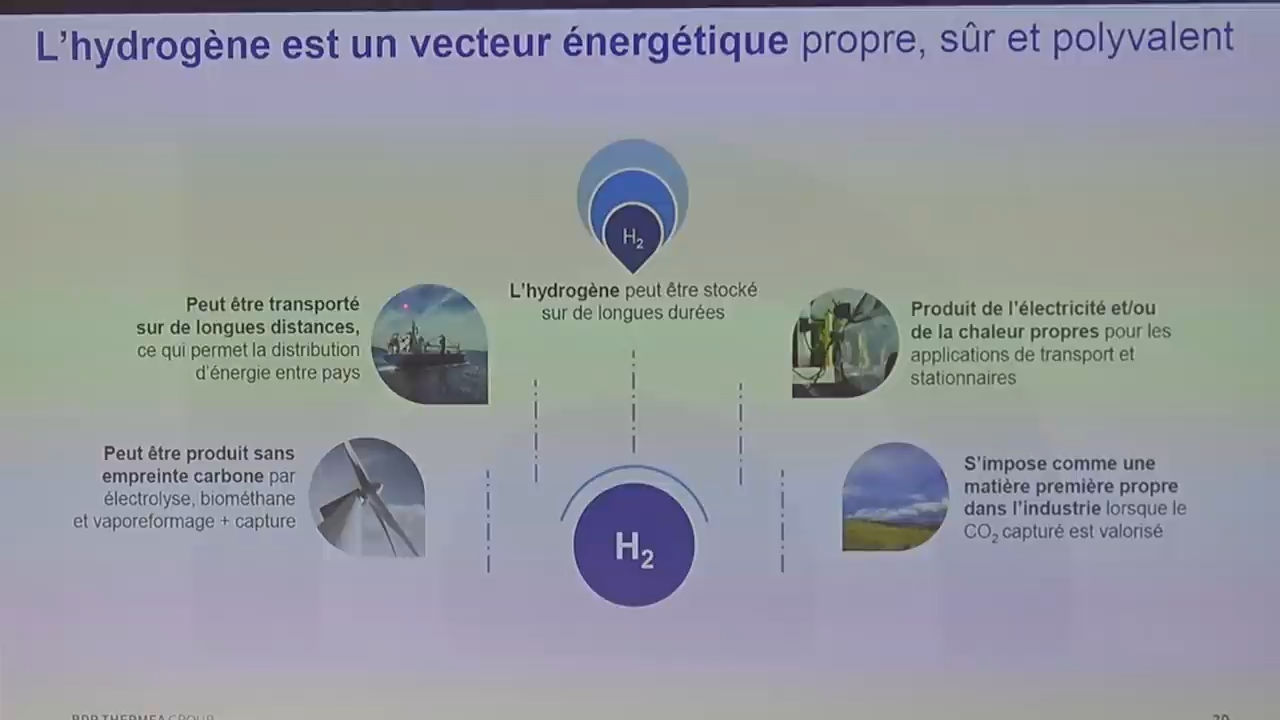 L'hydrogène est un vecteur énergétique propre, sûr et polyvalent
H2
L'hydrogène peut être stocké
sur de longues durées
Peut être transporté
sur de longues distances,
ce qui permet la distribution
d'énergie entre pays
Produit de l'électricité et/ou
de la chaleur propres pour les
applications de transport et
stationnaires
Peut être produit sans
empreinte carbone par
électrolyse, biométhane
et vaporeformage + capture
S'impose comme une
matière première propre
dans l'industrie lorsque le
CO2 capturé est valorisé
H2
BDR THERMEA GROUP
20